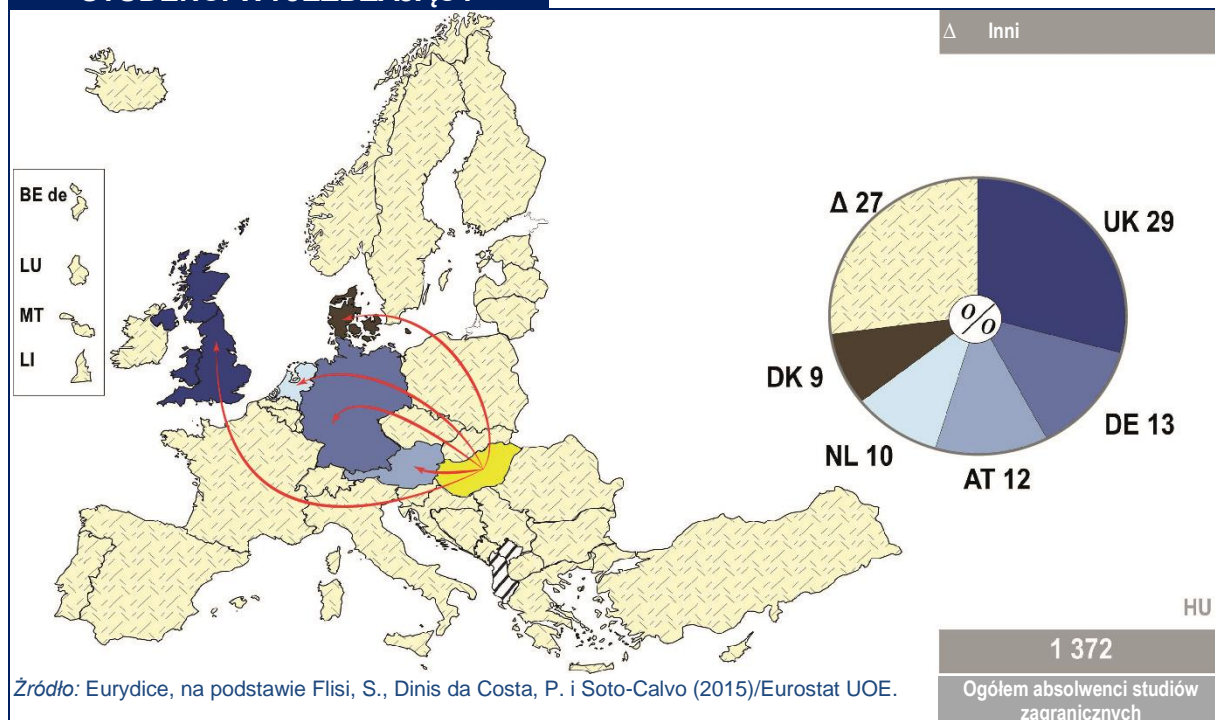 Δ Inni
BE de
LU
MT
LI
Δ 27
UK 29
%
DK 9
DE 13
NL 10
AT 12
HU
1 372
Źródło: Eurydice, na podstawie Flisi, S., Dinis da Costa, P. i Soto-Calvo (2015)/Eurostat UOE.
Ogółem absolwenci studiów
zagranicznych